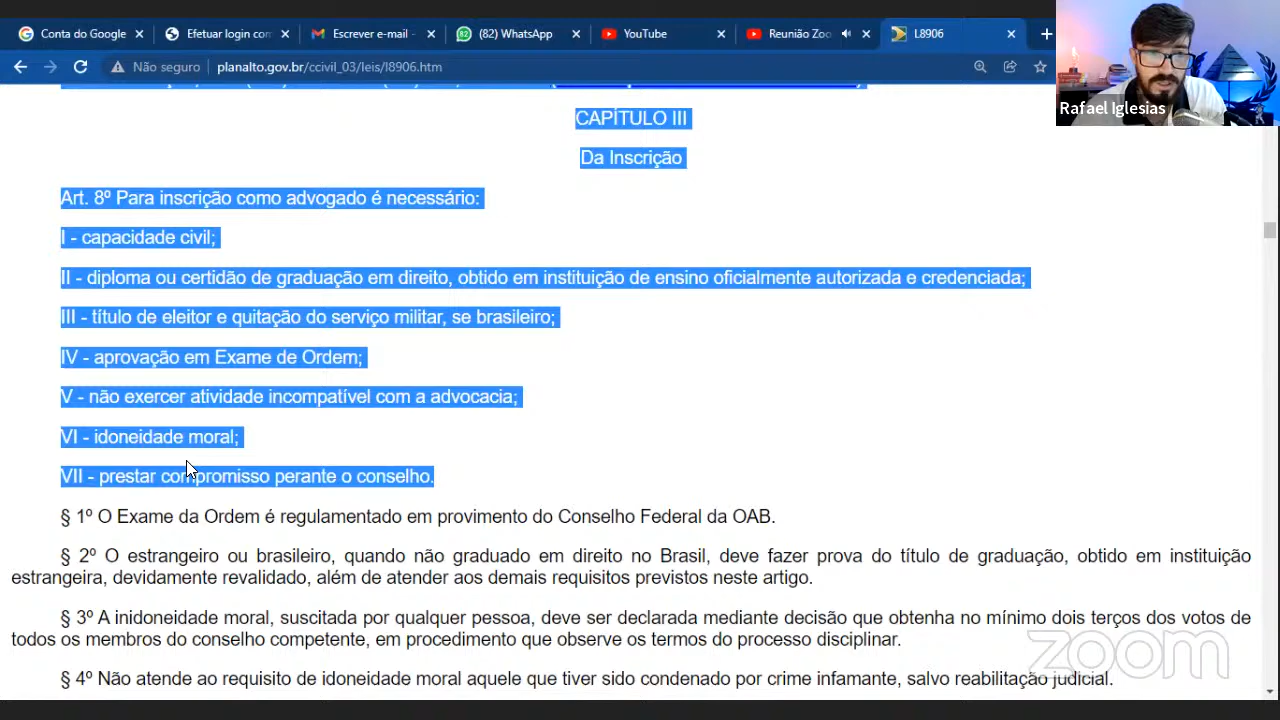 Conta do Google
Efetuar login con
Escrever e-mail -
(82) WhatsApp
YouTube
Reunião Zoo
L8906
Não seguro
planalto.gov.br/ccivil_03/leis/l8906.htm
Rafael Iglesias
CAPÍTULO III
Da Inscrição
Art. 8º Para inscrição como advogado é necessário:
I - capacidade civil;
II - diploma ou certidão de graduação em direito, obtido em instituição de ensino oficialmente autorizada e credenciada;
III - título de eleitor e quitação do serviço militar, se brasileiro;
IV - aprovação em Exame de Ordem;
V - não exercer atividade incompatível com a advocacia;
VI - idoneidade moral;
VII - prestar compromisso perante o conselho.
§ 1º O Exame da Ordem é regulamentado em provimento do Conselho Federal da OAB.
§ 2º O estrangeiro ou brasileiro, quando não graduado em direito no Brasil, deve fazer prova do título de graduação, obtido em instituição
estrangeira, devidamente revalidado, além de atender aos demais requisitos previstos neste artigo.
§ 3º A inidoneidade moral, suscitada por qualquer pessoa, deve ser declarada mediante decisão que obtenha no mínimo dois terços dos votos de
todos os membros do conselho competente, em procedimento que observe os termos do processo disciplinar.
zoom
§ 4º Não atende ao requisito de idoneidade moral aquele que tiver sido condenado por crime infamante, salvo reabilitação judicial.